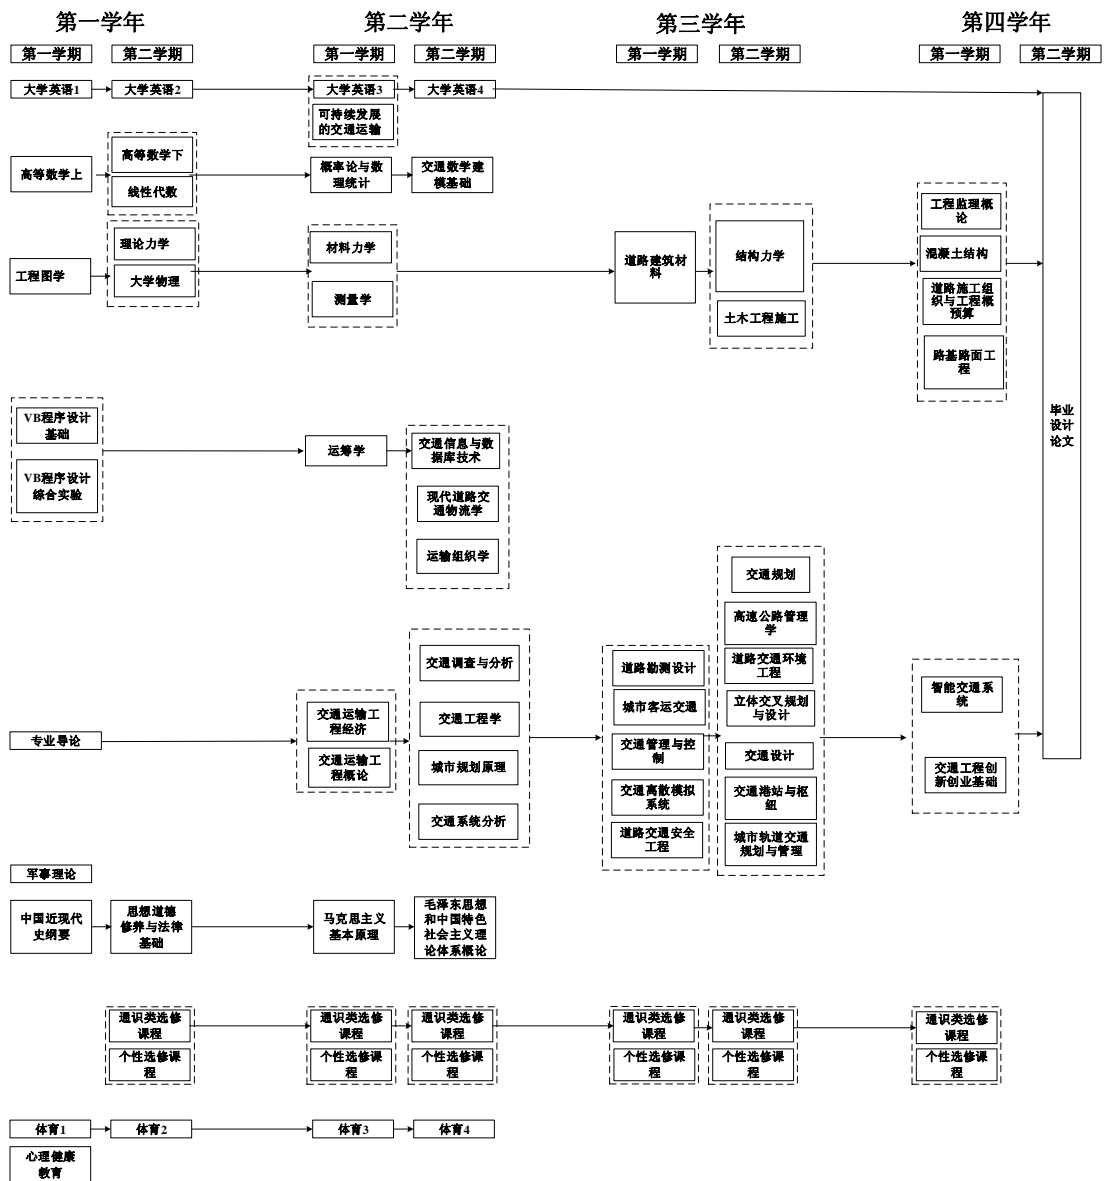 第一学年
第二学年
第三学年
第四学年
第一学期
第二学期
第一学期
第二学期
第一学期
第二学期
第一学期
第二学期
大学英语1
大学英语2
大学英语3
大学英语4
可持续发展
的交通运输
高等数学上
高等数学下
线性代数
概率论与数
理统计
交通数学建
模基础
工程图学
理论力学
大学物理
材料力学
测量学
道路建筑材
料
结构力学
土木工程施工
工程监理概
论
混凝土结构
道路施工组
织与工程概
预算
路基路面工
程
毕业
设计
论文
VB程序设计
基础
VB程序设计
综合实验
运筹学
交通信息与数
据库技术
现代道路交
通物流学
运输组织学
专业导论
交通运输工
程经济
交通运输工
程概论
交通调查与分析
交通工程学
城市规划原理
交通系统分析
道路勘测设计
城市客运交通
交通管理与控
制
交通离散模拟
系统
道路交通安全
工程
交通规划
高速公路管理
学
道路交通环境
工程
立体交叉规划
与设计
交通设计
交通港站与枢
纽
城市轨道交通
规划与管理
智能交通系
统
交通工程创
新创业基础
军事理论
中国近现代
史纲要
思想道德
修养与法律
基础
马克思主义
基本原理
毛泽东思想
和中国特色
社会主义理
论体系概论
通识类选修
课程
个性选修课
程
通识类选修
课程
个性选修课
程
通识类选修
课程
个性选修课
程
通识类选修
课程
个性选修课
程
通识类选修
课程
个性选修课
程
通识类选修
课程
个性选修课
程
体育1
体育2
体育3
体育4
心理健康
教育